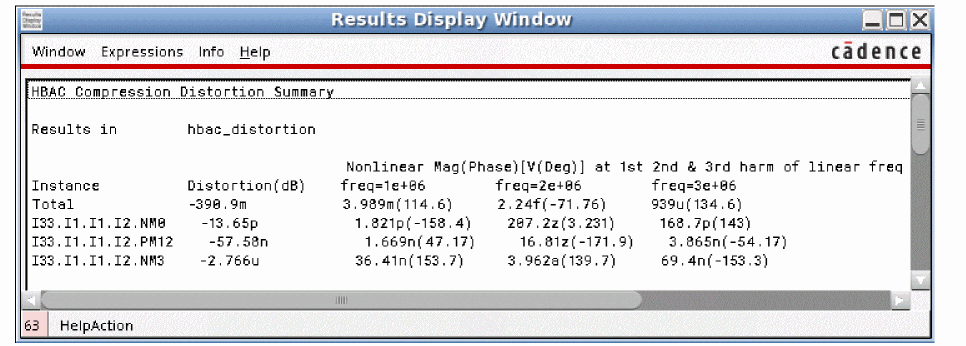 Results Display Window
Window Expressions Info Help
cādence
HBAC Compression Distortion Summary
Results in hbac_distortion
Nonlinear Mag(Phase)[V(Deg)] at 1st 2nd & 3rd harm of linear freq
Instance Distortion(dB) freq=1e+06 freq=2e+06 freq=3e+06
Total -390.9m 3.989m(114.6) 2.24f(-71.76) 939u(134.6)
I33.I1.I1.I2.NM0 -13.65p 1.821p(-158.4) 207.2z(3.231) 168.7p(143)
I33.I1.I1.I2.PM12 -57.58n 1.669n(47.17) 16.81z(-171.9) 3.865n(-54.17)
I33.I1.I1.I2.NM3 -2.766u 36.41n(153.7) 3.962a(139.7) 69.4n(-153.3)
63 HelpAction